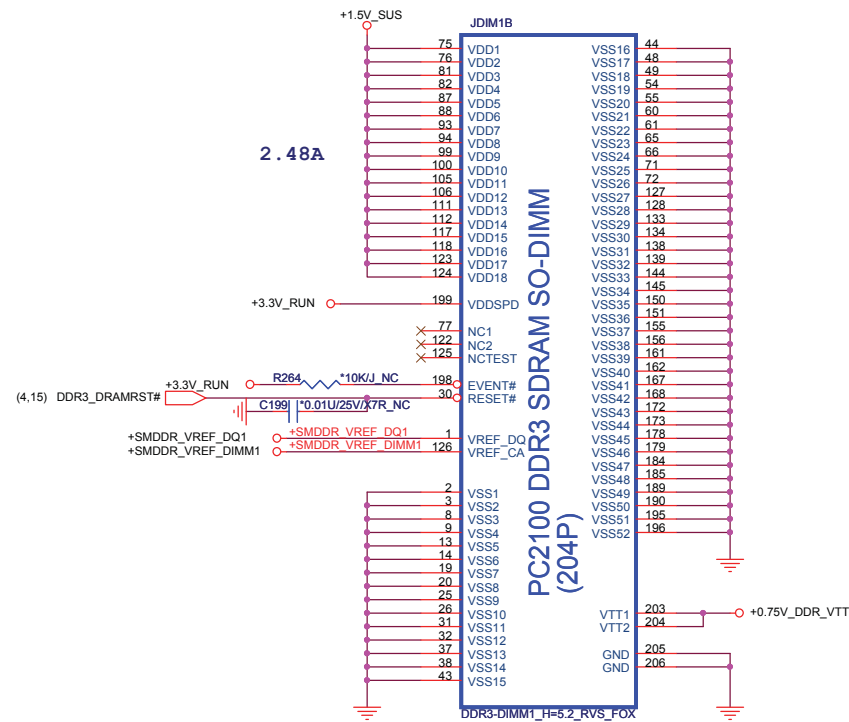 +1.5V_SUS
JDIM1B
2.48A
75 VDD1
76 VDD2
81 VDD3
82 VDD4
87 VDD5
88 VDD6
93 VDD7
94 VDD8
99 VDD9
100 VDD10
105 VDD11
106 VDD12
111 VDD13
112 VDD14
117 VDD15
118 VDD16
123 VDD17
124 VDD18
+3.3V_RUN 199 VDDSPD
77 NC1
122 NC2
125 NCTEST
+3.3V_RUN R264 *10K/J_NC 198 EVENT#
(4,15) DDR3_DRAMRST# 30 RESET#
C199 *0.01U/25V/X7R_NC
+SMDDR_VREF_DQ1 +SMDDR_VREF_DQ1 1 VREF_DQ
+SMDDR_VREF_DIMM1 +SMDDR_VREF_DIMM1 126 VREF_CA
2 VSS1
3 VSS2
8 VSS3
9 VSS4
13 VSS5
14 VSS6
19 VSS7
20 VSS8
25 VSS9
26 VSS10
31 VSS11
32 VSS12
37 VSS13
38 VSS14
43 VSS15
PC2100 DDR3 SDRAM SO-DIMM
(204P)
VSS16 44
VSS17 48
VSS18 49
VSS19 54
VSS20 55
VSS21 60
VSS22 61
VSS23 65
VSS24 66
VSS25 71
VSS26 72
VSS27 127
VSS28 128
VSS29 133
VSS30 134
VSS31 138
VSS32 139
VSS33 144
VSS34 145
VSS35 150
VSS36 151
VSS37 155
VSS38 156
VSS39 161
VSS40 162
VSS41 167
VSS42 168
VSS43 172
VSS44 173
VSS45 178
VSS46 179
VSS47 184
VSS48 185
VSS49 189
VSS50 190
VSS51 195
VSS52 196
VTT1 203
VTT2 204
+0.75V_DDR_VTT
GND 205
GND 206
DDR3-DIMM1_H=5.2_RVS_FOX